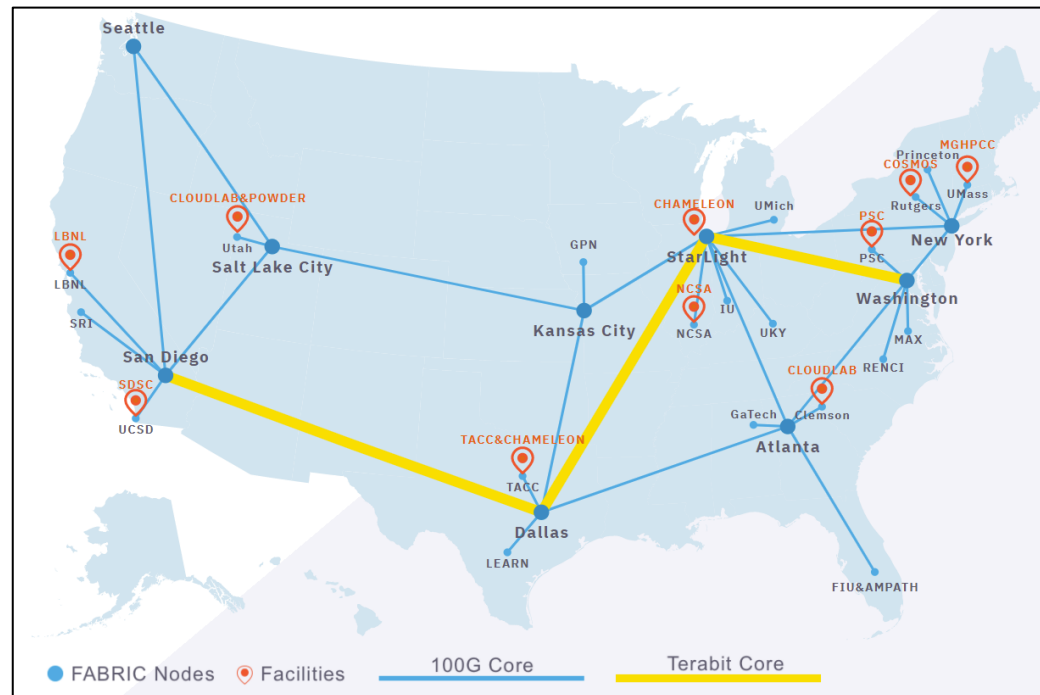 Seattle
MGHPCC
Princeton
COSMOS
UMass
Rutgers
CLOUDLAB&POWDER
CHAMELEON
UMich
PSC
New York
LBNL
Utah
GPN
StarLight
PSC
Salt Lake City
LBNL
NCSA
Washington
IU
SRI
Kansas City
NCSA
UKY
MAX
San Diego
RENCI
CLOUDLAB
SDSC
GaTech
Clemson
UCSD
TACC&CHAMELEON
Atlanta
TACC
Dallas
LEARN
FIU&AMPATH
FABRIC Nodes
Facilities
100G Core
Terabit Core